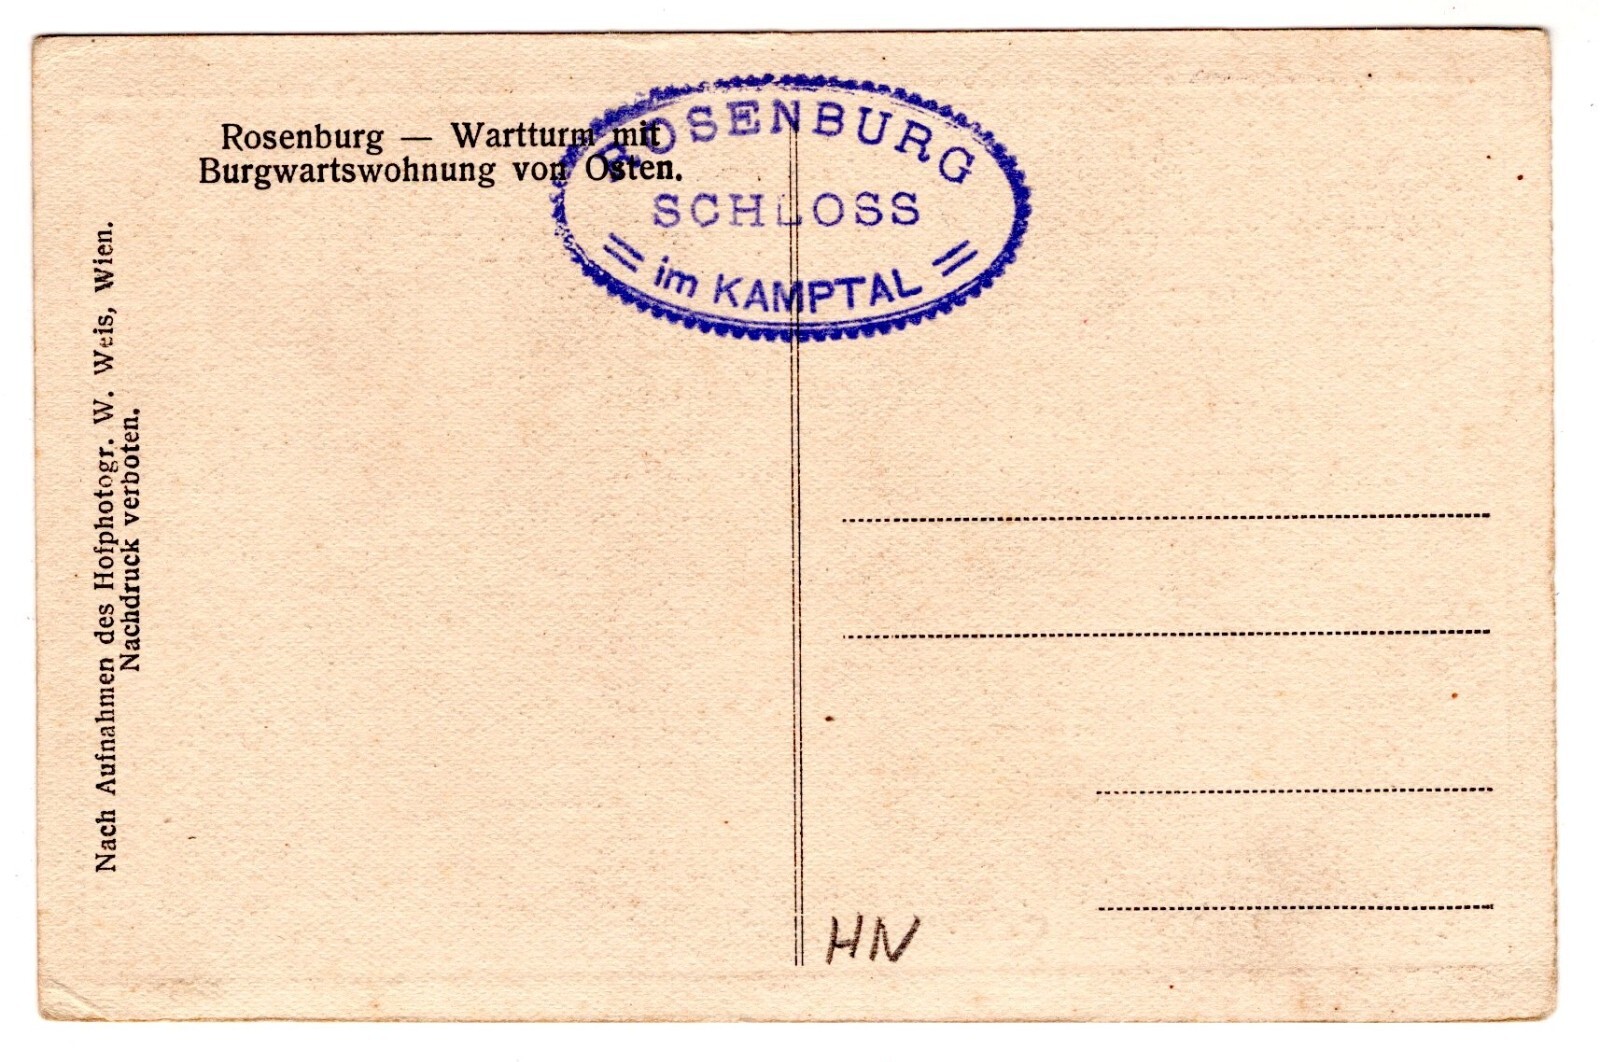 Rosenburg — Wartturm mit
Burgwartswohnung von Osten.
ROSENBURG
SCHLOSS
im KAMPTAL
Nach Aufnahmen des Hofphotogr. W. Weis, Wien.
Nachdruck verboten.
HN